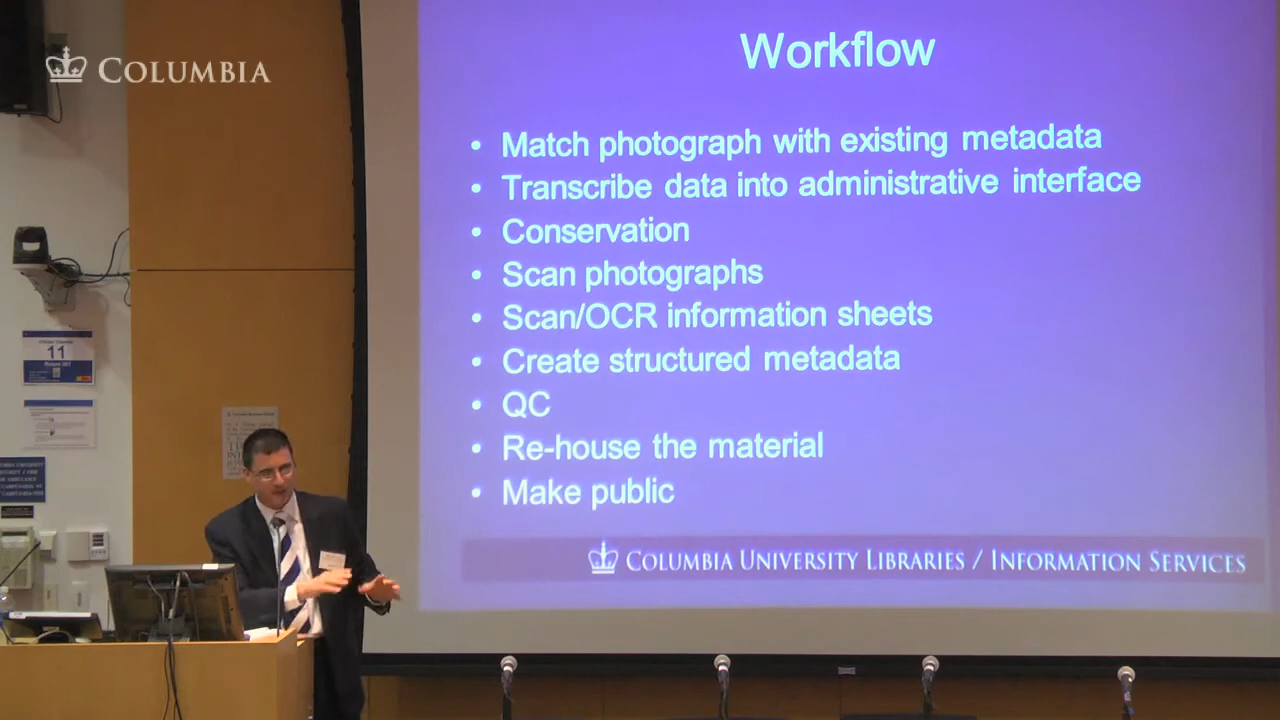 COLUMBIA
Workflow
• Match photograph with existing metadata
• Transcribe data into administrative interface
• Conservation
• Scan photographs
• Scan/OCR information sheets
• Create structured metadata
• QC
• Re-house the material
• Make public
COLUMBIA UNIVERSITY LIBRARIES / INFORMATION SERVICES
11